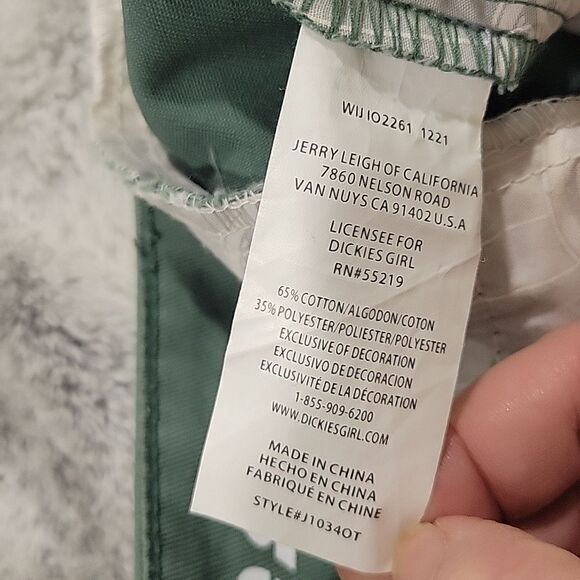 WIJ IO2261 1221
JERRY LEIGH OF CALIFORNIA
7860 NELSON ROAD
VAN NUYS CA 91402 U.S.A
LICENSEE FOR
DICKIES GIRL
RN#55219
65% COTTON/ALGODON/COTON
35% POLYESTER/POLIESTER/POLYESTER
EXCLUSIVE OF DECORATION
EXCLUSIVO DE DECORACION
EXCLUSIVITÉ DE LA DÉCORATION
1-855-909-6200
WWW.DICKIESGIRL.COM
MADE IN CHINA
HECHO EN CHINA
FABRIQUÉ EN CHINE
STYLE#J1034OT